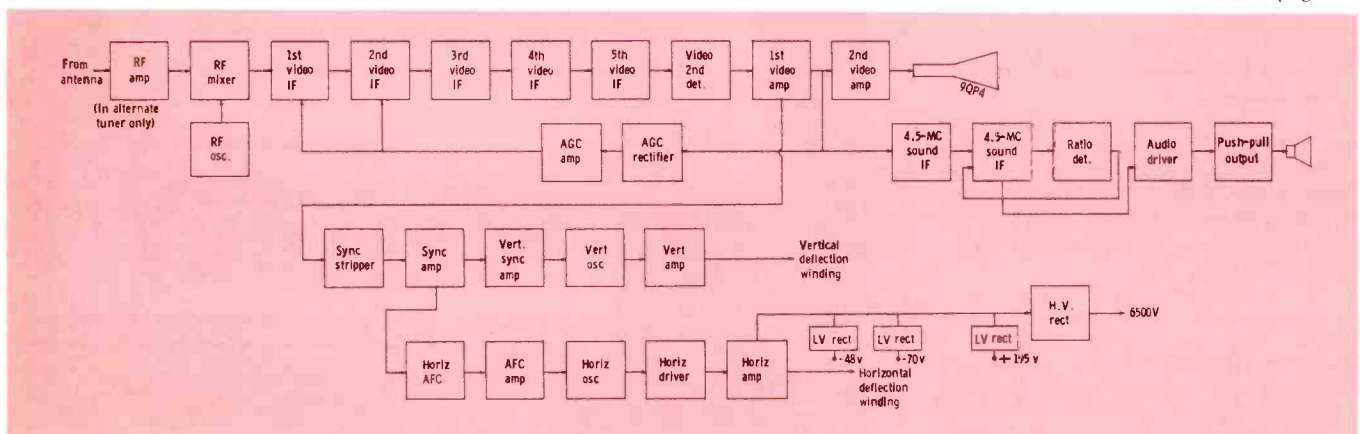 From
antenna
RF
amp
(In alternate
tuner only)
RF
mixer
RF
osc.
1st
video
IF
2nd
video
IF
3rd
video
IF
4th
video
IF
5th
video
IF
Video
2nd
det.
1st
video
amp
2nd
video
amp
9QP4
AGC
amp
AGC
rectifier
4.5-MC
sound
IF
4.5-MC
sound
IF
Ratio
det.
Audio
driver
Push-pull
output
Sync
stripper
Sync
amp
Vert.
sync
amp
Vert
osc
Vert
amp
Vertical
deflection
winding
Horiz
AFC
AFC
amp
Horiz
osc
Horiz
driver
Horiz
amp
LV rect
-48v
LV rect
-70v
LV rect
+195 v
H.V.
rect
6500V
Horizontal
deflection
winding